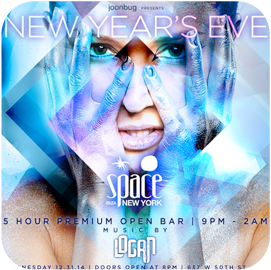 joonbug PRESENTS
NEW YEAR'S EVE
space
ibiza NEW YORK
5 HOUR PREMIUM OPEN BAR | 9PM - 2AM
MUSIC BY
LOGAN
NESDAY 12.31.14 | DOORS OPEN AT 8PM | 637 W 50TH S